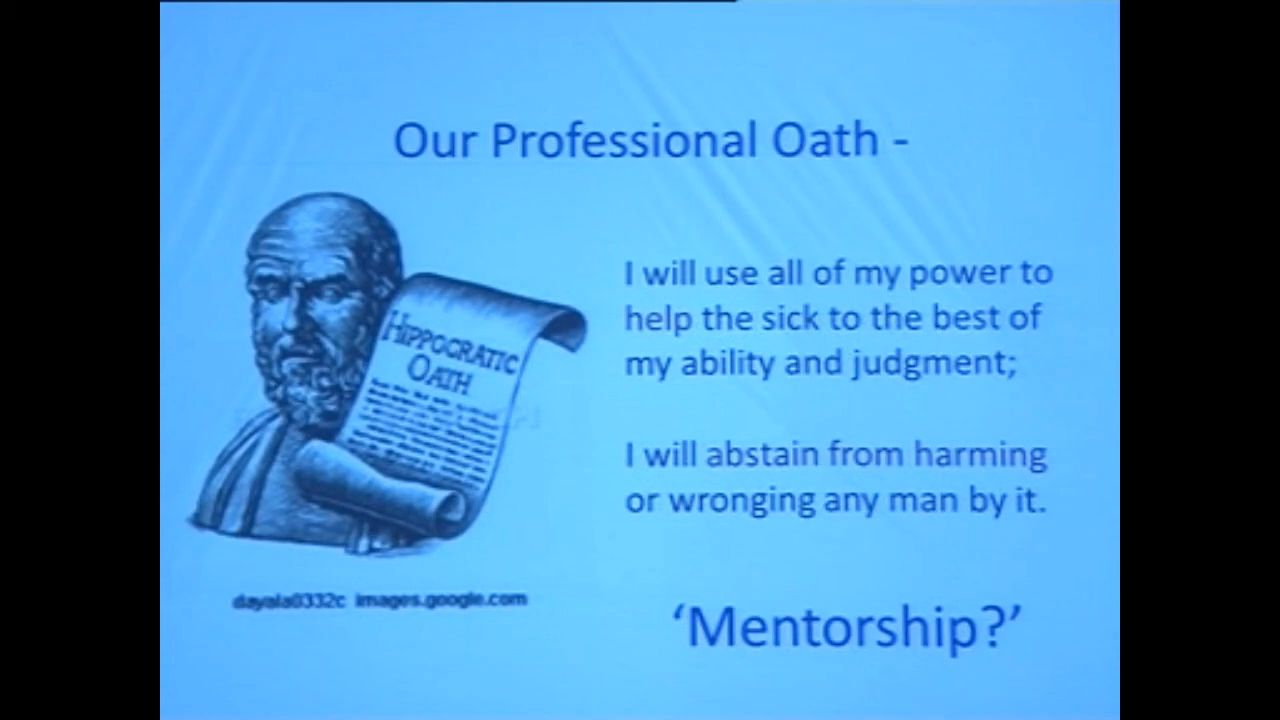 Our Professional Oath -
HIPPOCRATIC
OATH
I will use all of my power to
help the sick to the best of
my ability and judgment;
I will abstain from harming
or wronging any man by it.
images.google.com
‘Mentorship?’